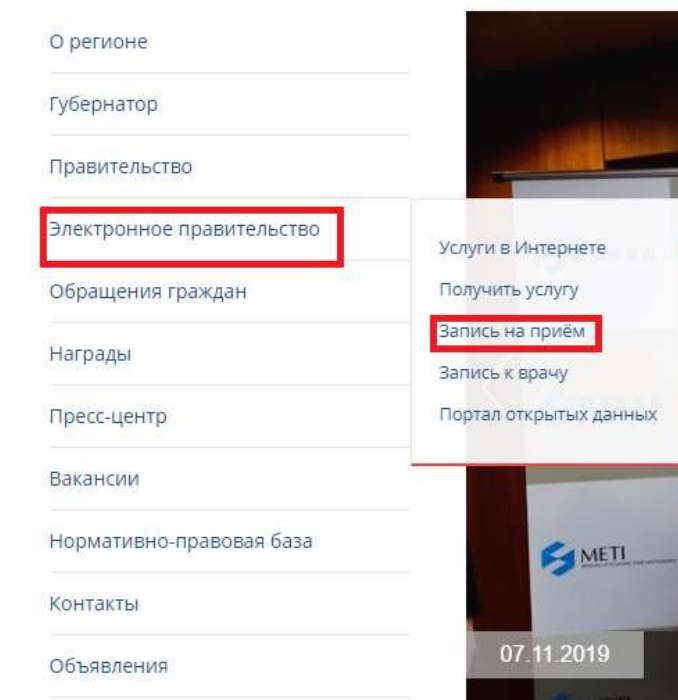 О регионе
Губернатор
Правительство
Электронное правительство
Услуги в Интернете
Получить услугу
Запись на приём
Запись к врачу
Портал открытых данных
Обращения граждан
Награды
Пресс-центр
Вакансии
Нормативно-правовая база
Контакты
Объявления
METI
07.11.2019
METI